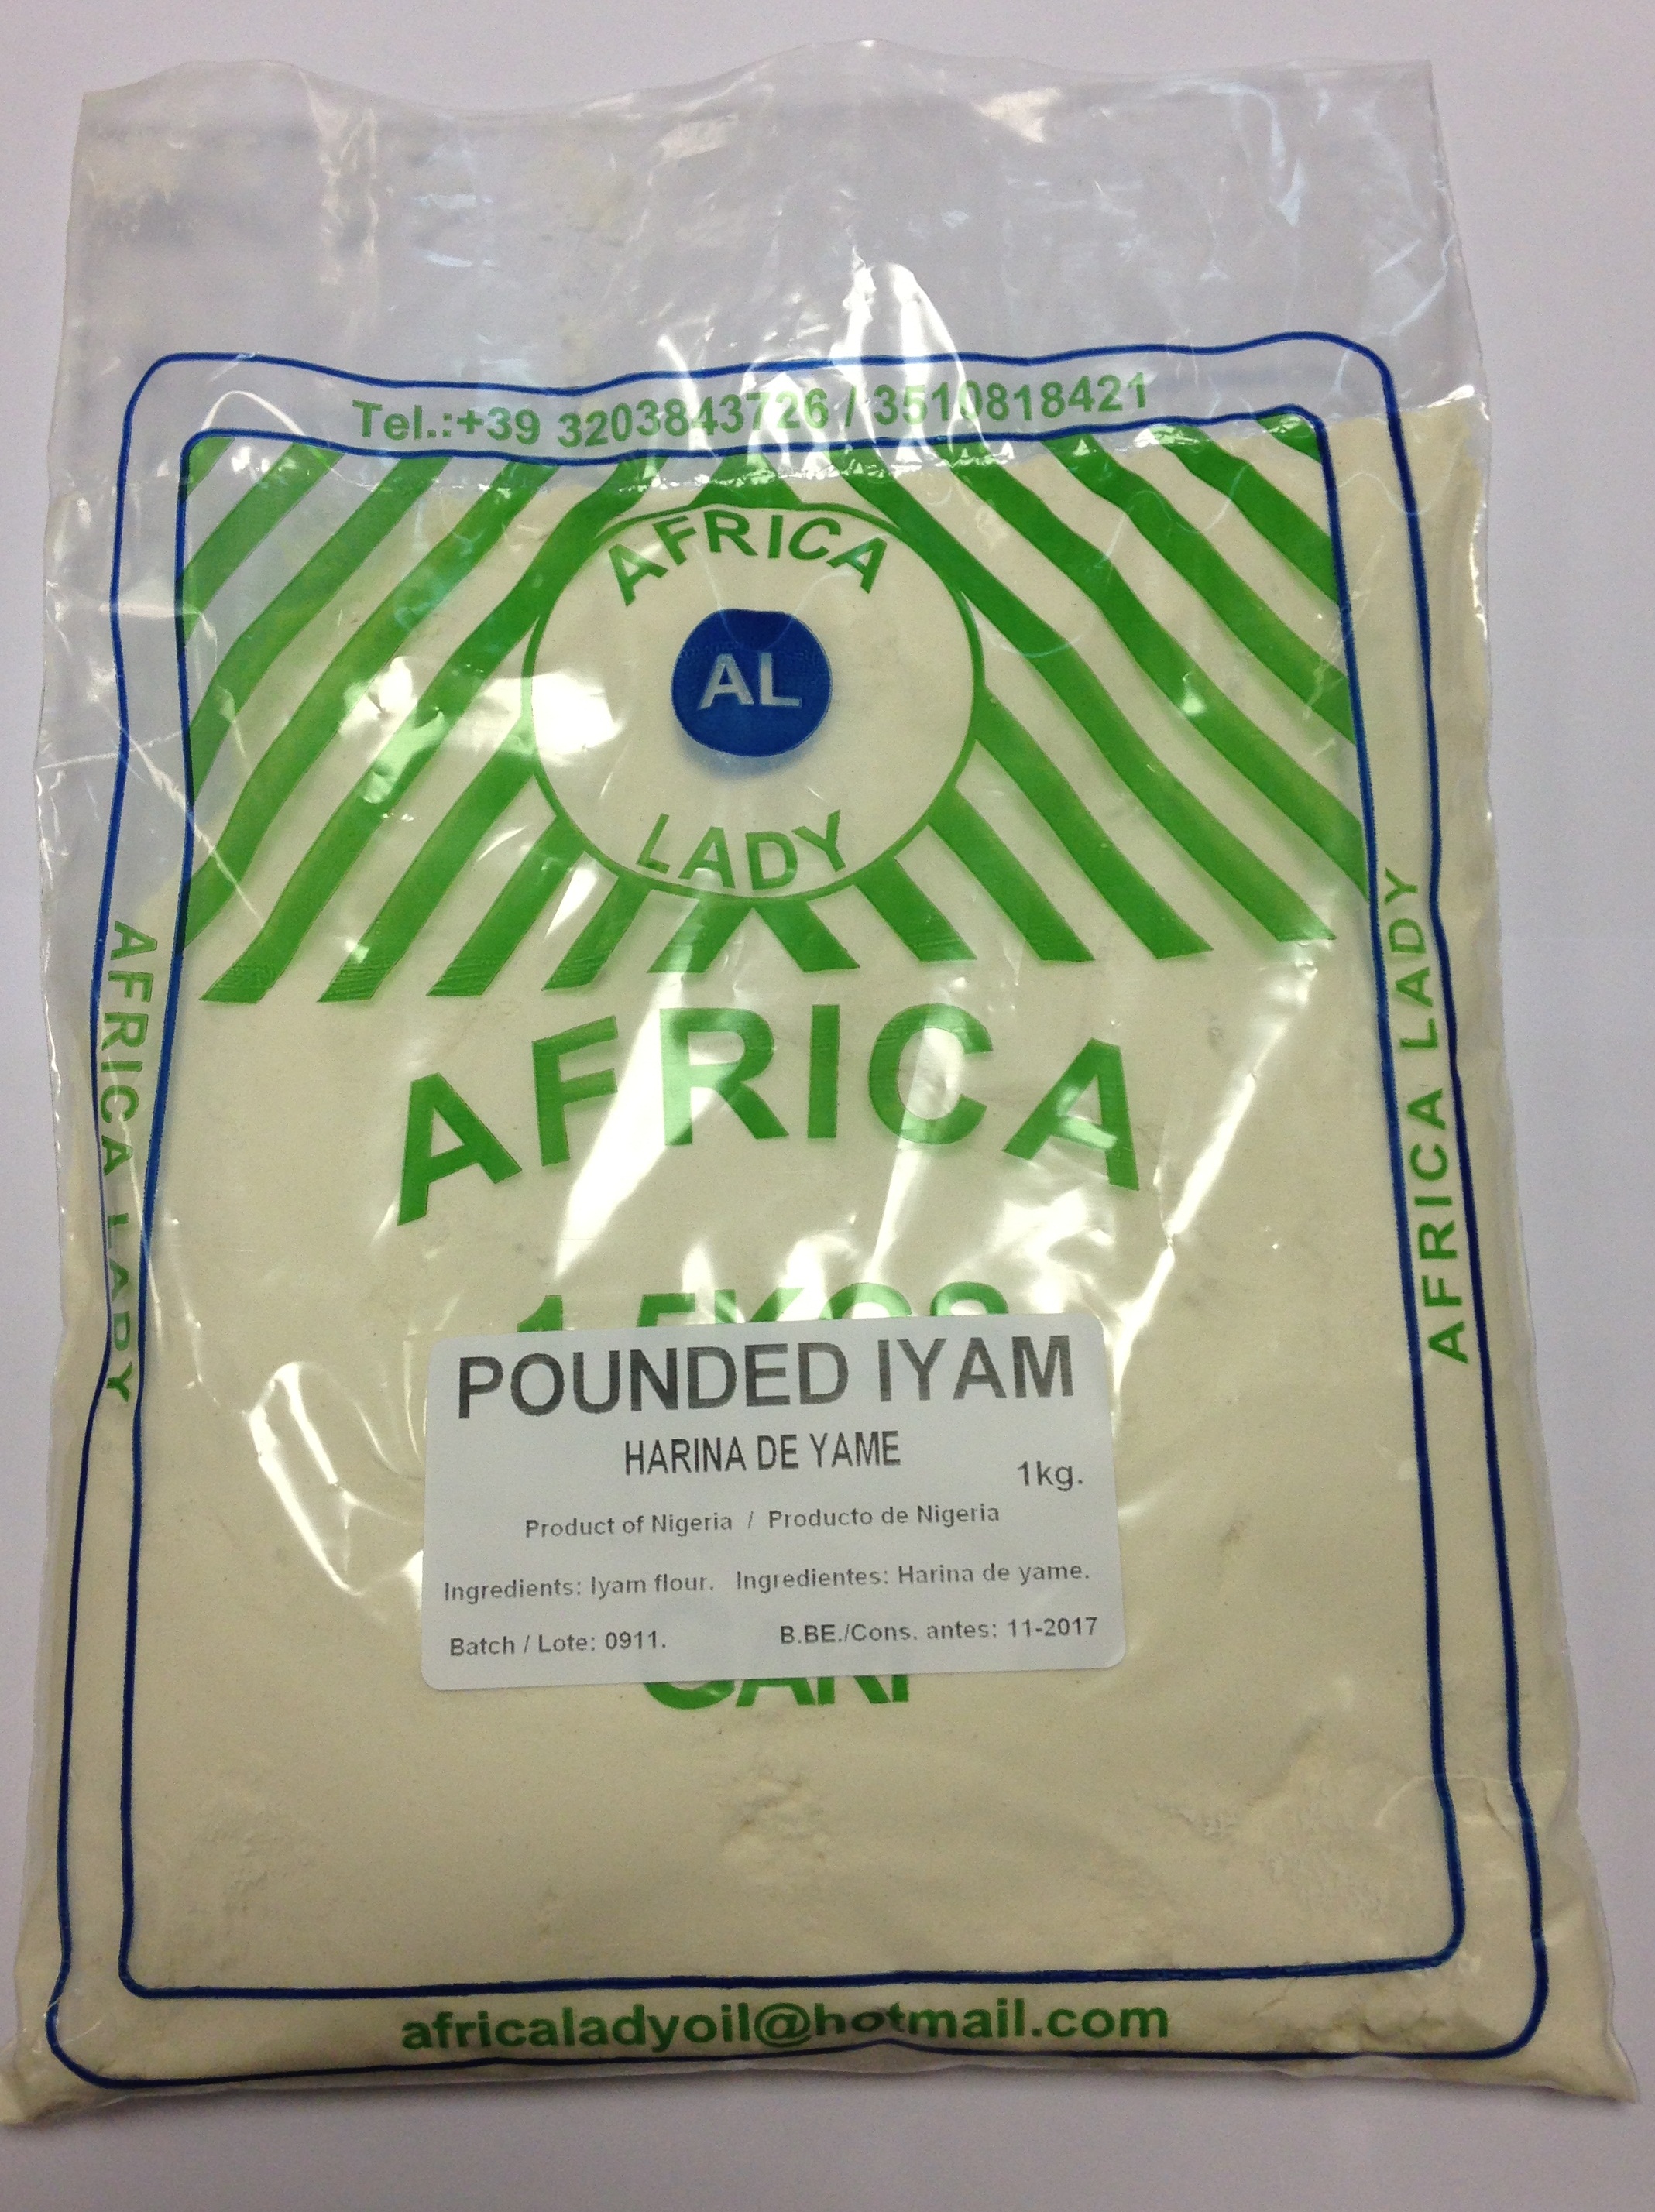 Tel.:+39 3203843726 / 3510818421
AFRICA
AL
LADY
AFRICA LADY
AFRICA LADY
AFRICA
POUNDED IYAM
HARINA DE YAME
1kg.
Product of Nigeria / Producto de Nigeria
Ingredients: Iyam flour. Ingredientes: Harina de yame.
Batch / Lote: 0911. B.BE./Cons. antes: 11-2017
africaladyoil@hotmail.com